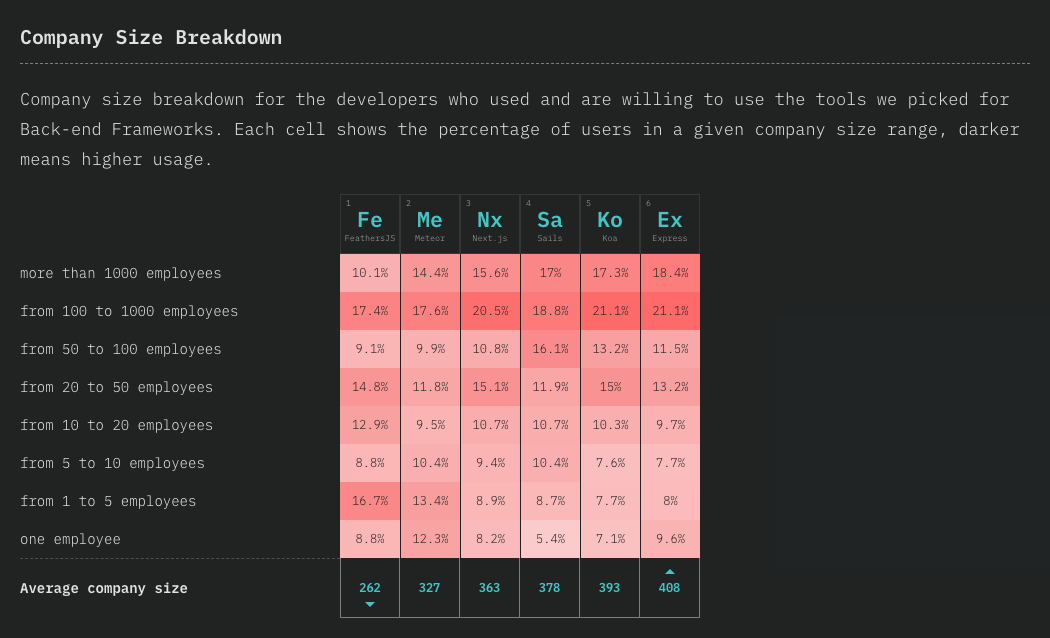 Company Size Breakdown
Company size breakdown for the developers who used and are willing to use the tools we picked for
Back-end Frameworks. Each cell shows the percentage of users in a given company size range, darker
means higher usage.
1 2 3 4 5 6
Fe Me Nx Sa Ko Ex
FeathersJS Meteor Next.js Sails Koa Express
more than 1000 employees 10.1% 14.4% 15.6% 17% 17.3% 18.4%
from 100 to 1000 employees 17.4% 17.6% 20.5% 18.8% 21.1% 21.1%
from 50 to 100 employees 9.1% 9.9% 10.8% 16.1% 13.2% 11.5%
from 20 to 50 employees 14.8% 11.8% 15.1% 11.9% 15% 13.2%
from 10 to 20 employees 12.9% 9.5% 10.7% 10.7% 10.3% 9.7%
from 5 to 10 employees 8.8% 10.4% 9.4% 10.4% 7.6% 7.7%
from 1 to 5 employees 16.7% 13.4% 8.9% 8.7% 7.7% 8%
one employee 8.8% 12.3% 8.2% 5.4% 7.1% 9.6%
Average company size 262 327 363 378 393 408